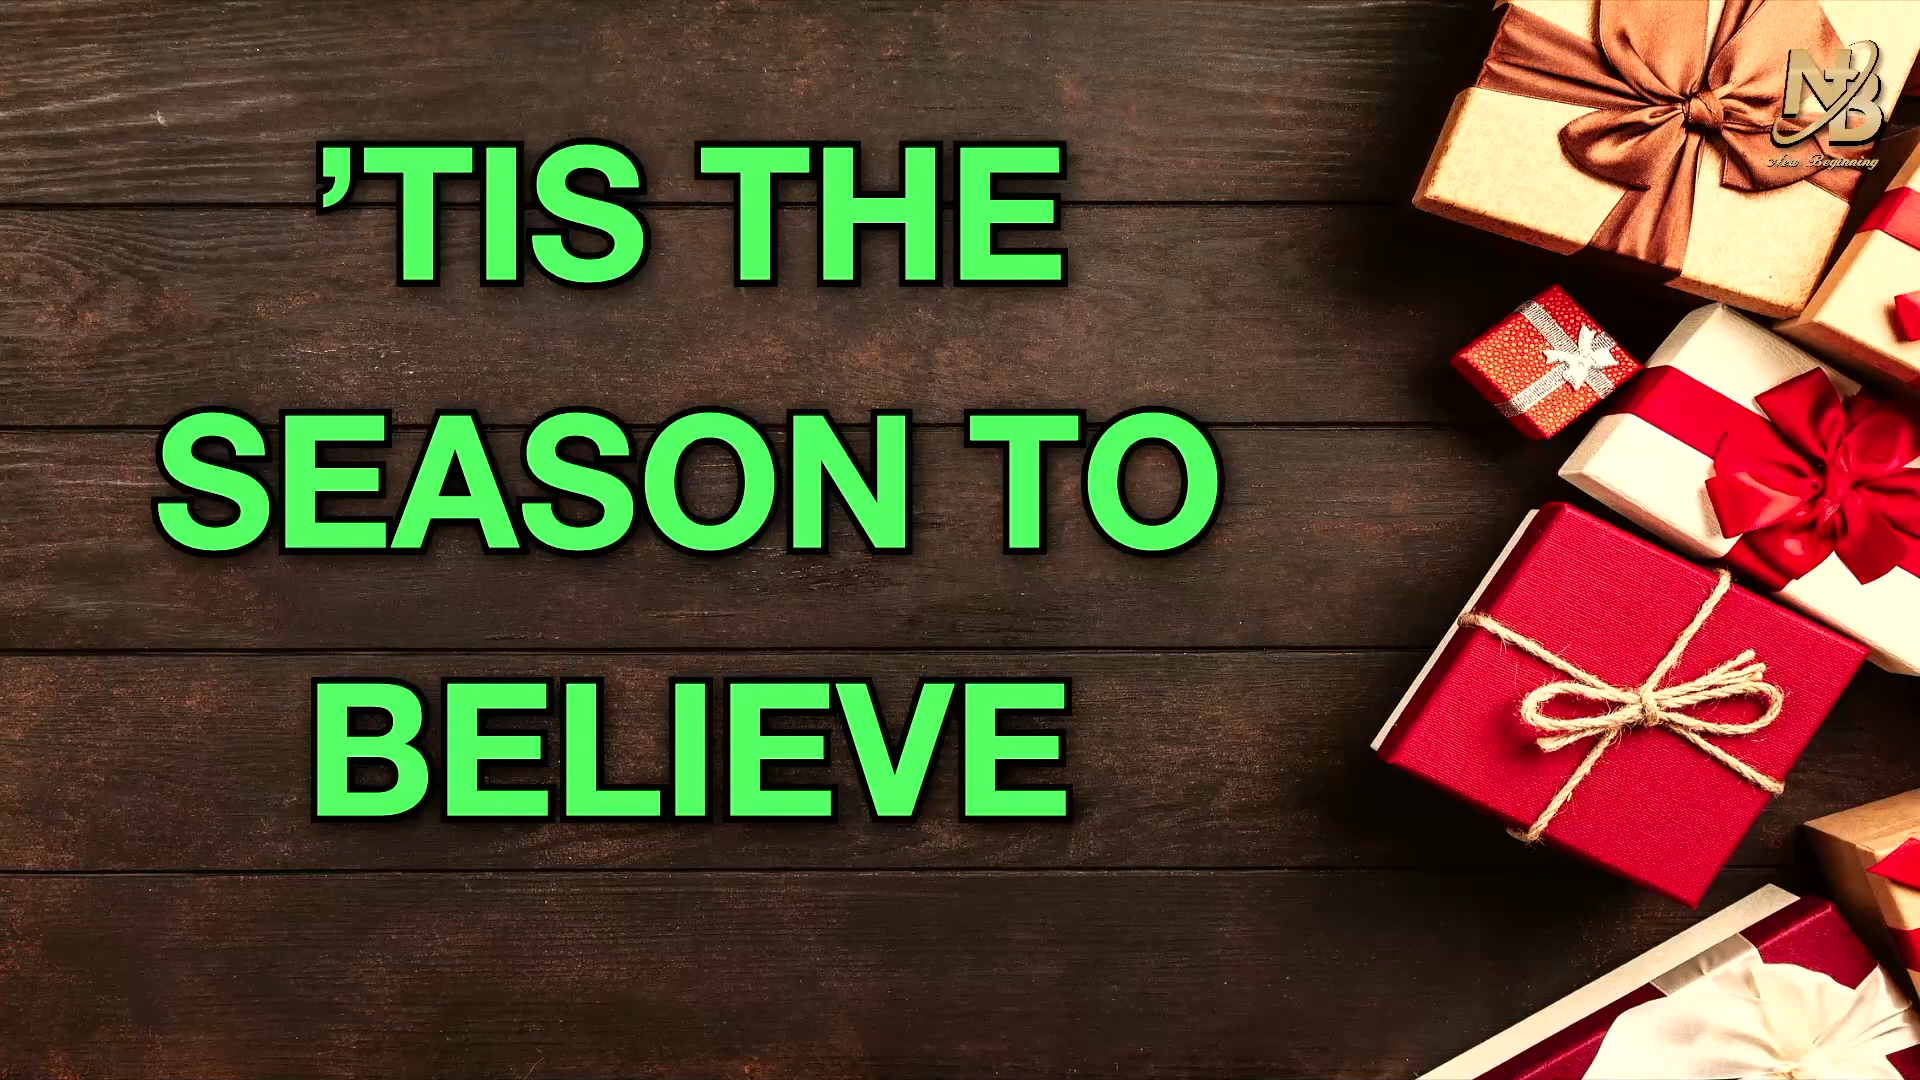 ’TIS THE
SEASON TO
BELIEVE
NB
New Beginning